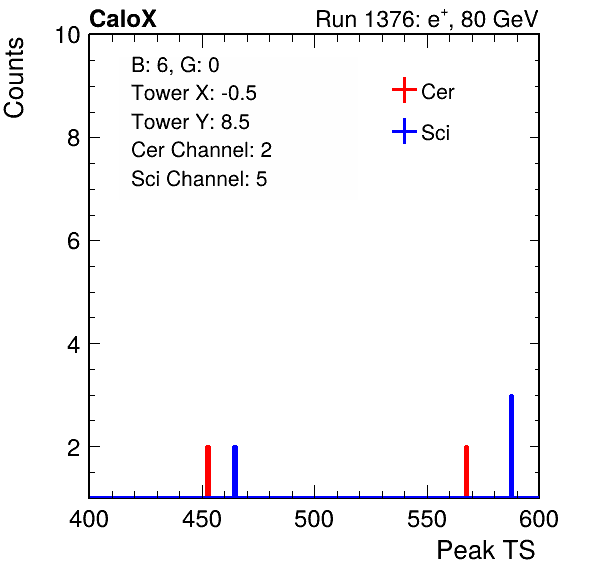 CaloX Run 1376: e⁺, 80 GeV
Counts
10
8
6
4
2
B: 6, G: 0
Tower X: -0.5
Tower Y: 8.5
Cer Channel: 2
Sci Channel: 5
Cer
Sci
400 450 500 550 600
Peak TS